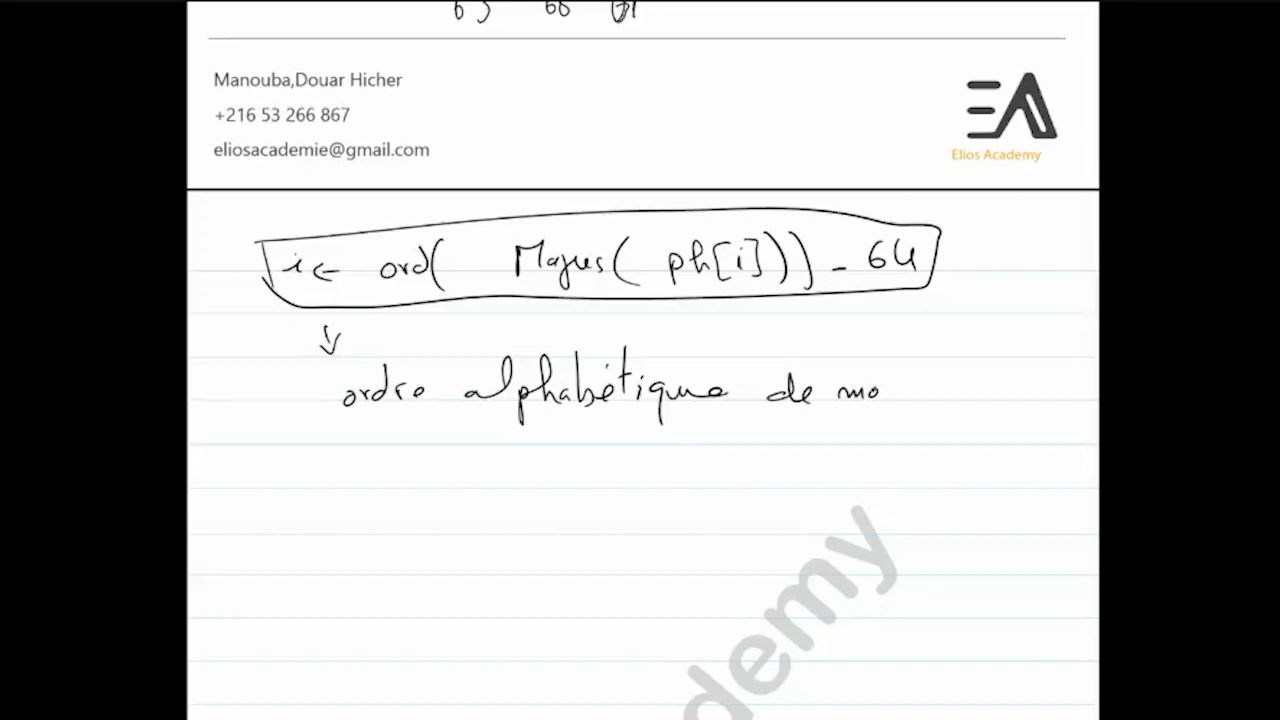 Manouba,Douar Hicher
+216 53 266 867
eliosacademie@gmail.com
Elios Academy
i ← ord( Majus( ph[i])) - 64
↓
ordre alphabétique de mo
demy